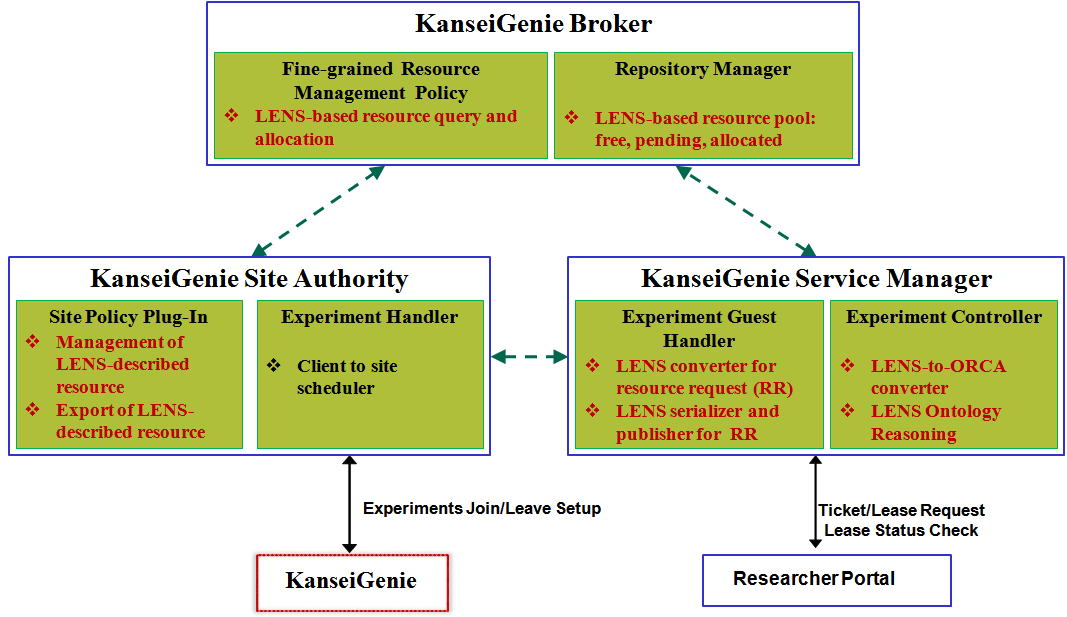 KanseiGenie Broker
Fine-grained Resource
Management Policy
❖ LENS-based resource query and
allocation
Repository Manager
❖ LENS-based resource pool:
free, pending, allocated
KanseiGenie Site Authority
Site Policy Plug-In
❖ Management of
LENS-described
resource
❖ Export of LENS-
described resource
Experiment Handler
❖ Client to site
scheduler
KanseiGenie Service Manager
Experiment Guest
Handler
❖ LENS converter for
resource request (RR)
❖ LENS serializer and
publisher for RR
Experiment Controller
❖ LENS-to-ORCA
converter
❖ LENS Ontology
Reasoning
Experiments Join/Leave Setup
Ticket/Lease Request
Lease Status Check
KanseiGenie
Researcher Portal